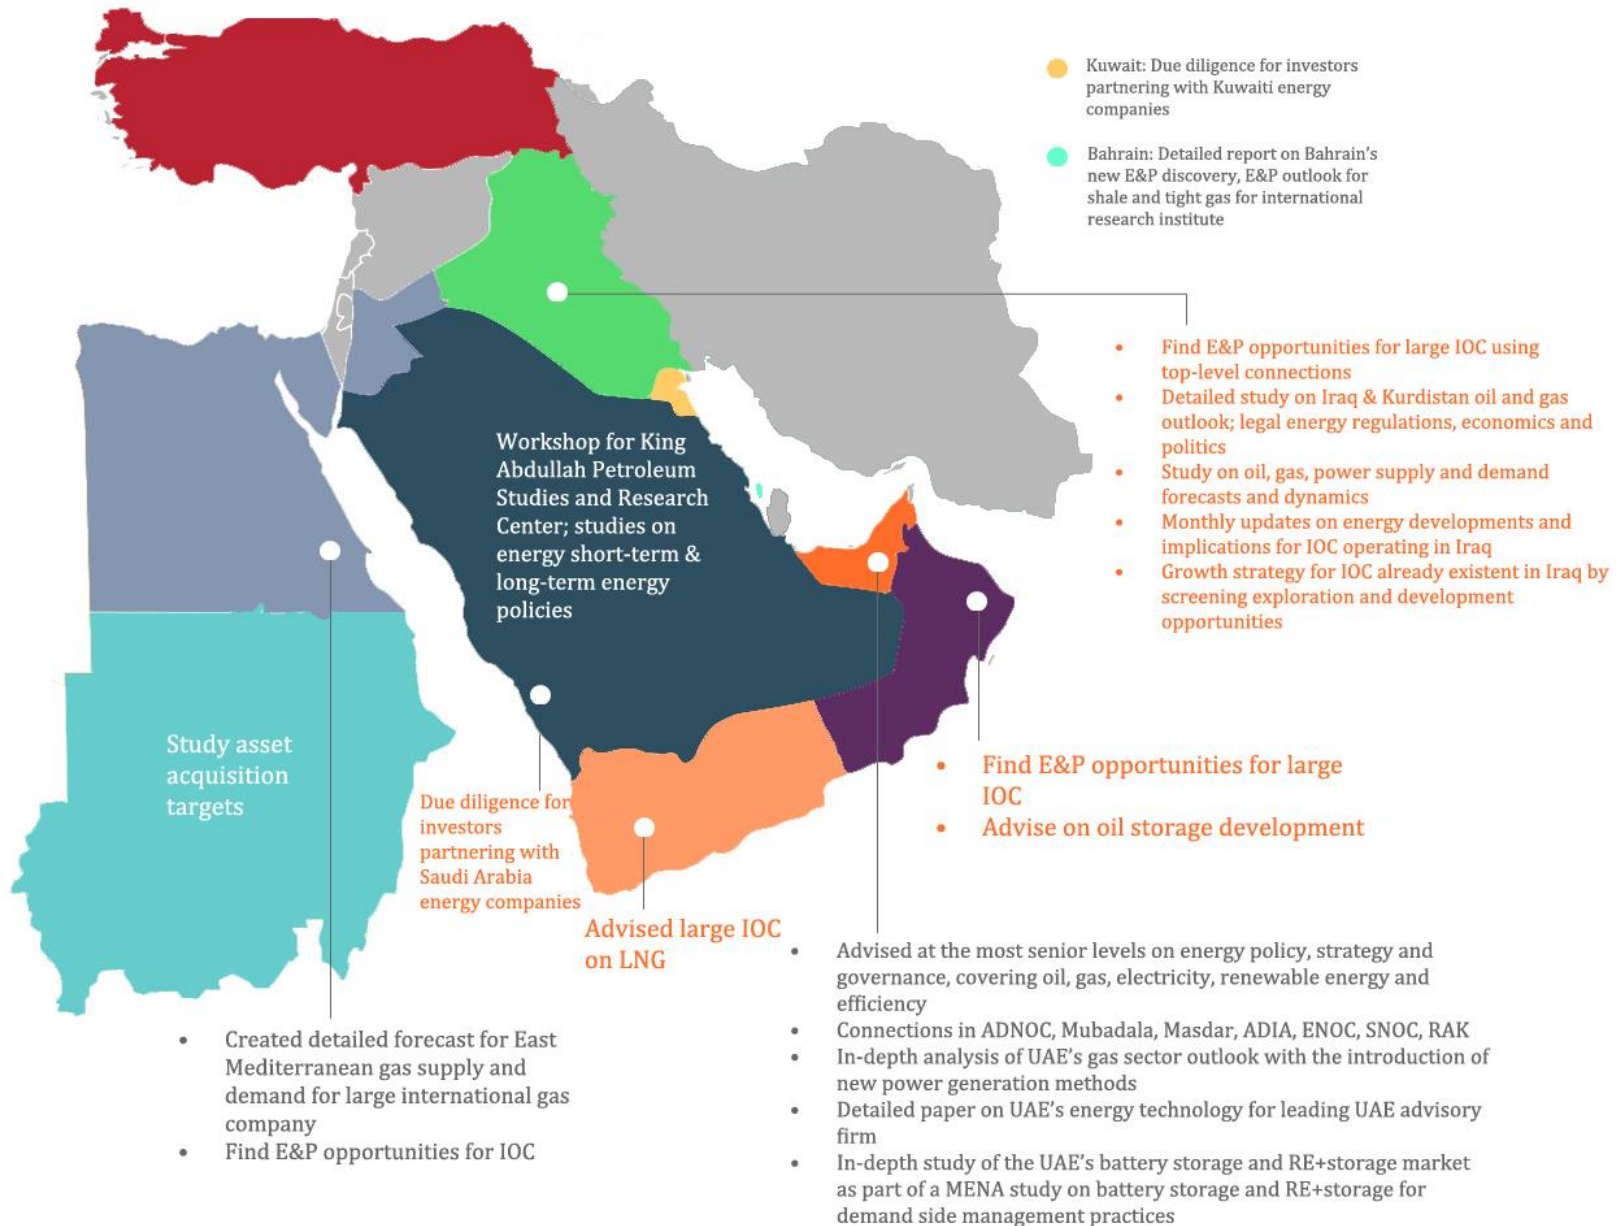 Kuwait: Due diligence for investors
partnering with Kuwaiti energy
companies
Bahrain: Detailed report on Bahrain's
new E&P discovery, E&P outlook for
shale and tight gas for international
research institute
• Find E&P opportunities for large IOC using
top-level connections
• Detailed study on Iraq & Kurdistan oil and gas
outlook; legal energy regulations, economics and
politics
• Study on oil, gas, power supply and demand
forecasts and dynamics
• Monthly updates on energy developments and
implications for IOC operating in Iraq
• Growth strategy for IOC already existent in Iraq by
screening exploration and development
opportunities
Workshop for King
Abdullah Petroleum
Studies and Research
Center; studies on
energy short-term &
long-term energy
policies
Study asset
acquisition
targets
Due diligence for
investors
partnering with
Saudi Arabia
energy companies
• Find E&P opportunities for large
IOC
• Advise on oil storage development
Advised large IOC
on LNG
• Advised at the most senior levels on energy policy, strategy and
governance, covering oil, gas, electricity, renewable energy and
efficiency
• Connections in ADNOC, Mubadala, Masdar, ADIA, ENOC, SNOC, RAK
• In-depth analysis of UAE's gas sector outlook with the introduction of
new power generation methods
• Detailed paper on UAE's energy technology for leading UAE advisory
firm
• In-depth study of the UAE's battery storage and RE+storage market
as part of a MENA study on battery storage and RE+storage for
demand side management practices
• Created detailed forecast for East
Mediterranean gas supply and
demand for large international gas
company
• Find E&P opportunities for IOC